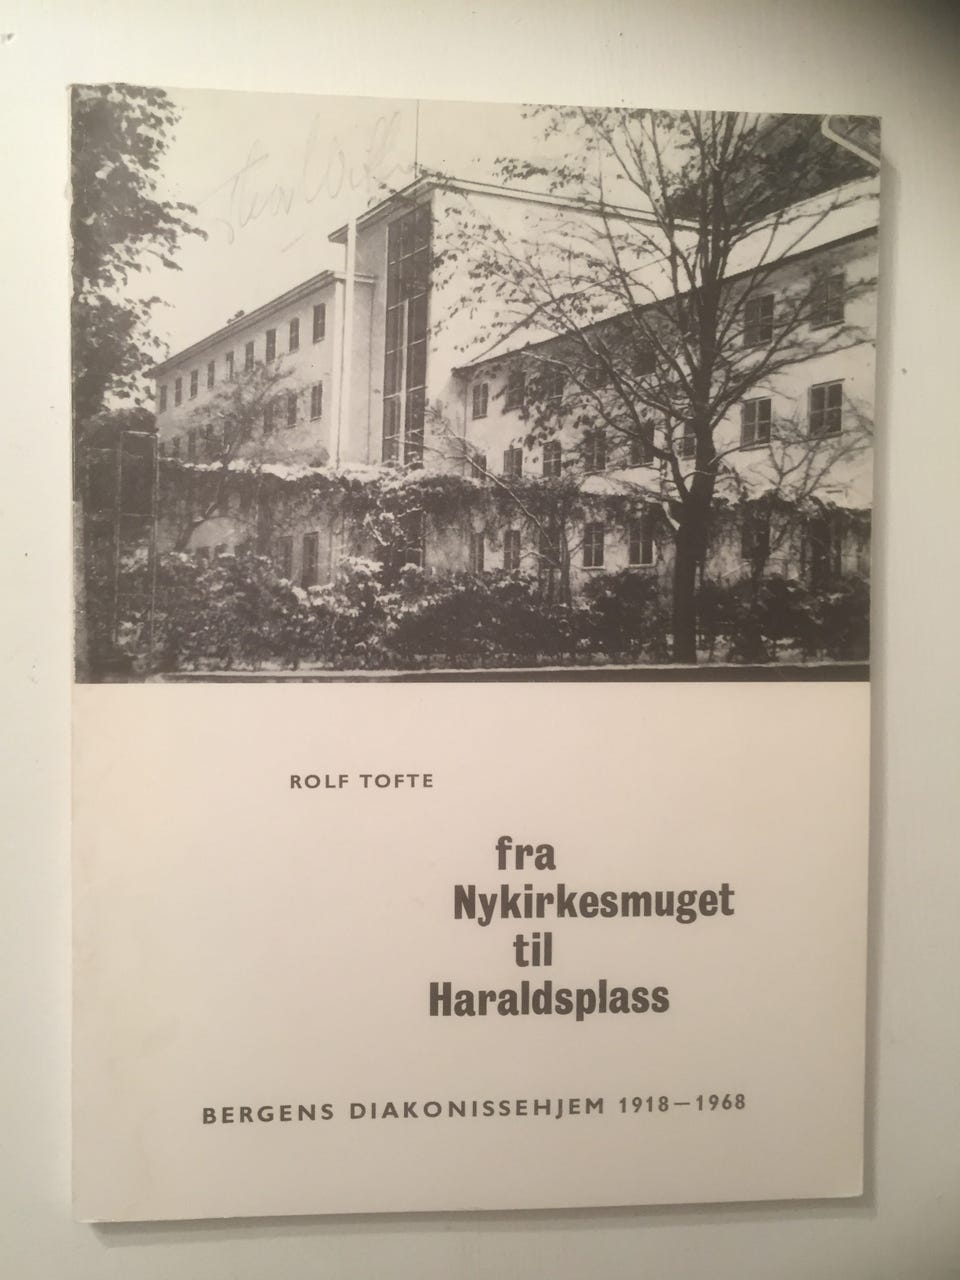 ROLF TOFTE
fra
Nykirkesmuget
til
Haraldsplass
BERGENS DIAKONISSEHJEM 1918—1968